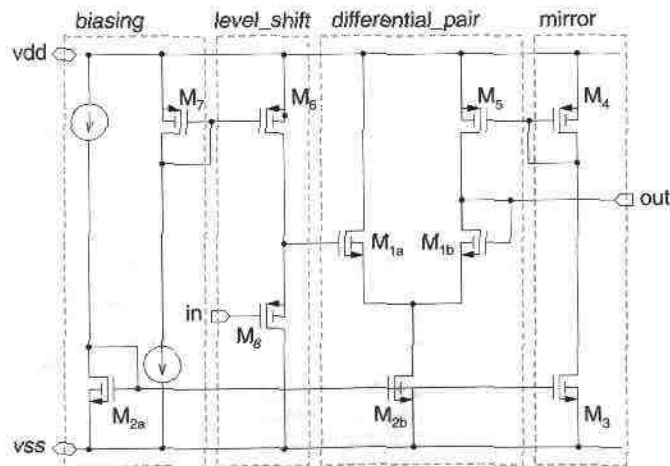 biasing level_shift differential_pair mirror
vdd
M7 M6 M5 M4
out
M1a M1b
in
M8
M2a M2b M3
vss